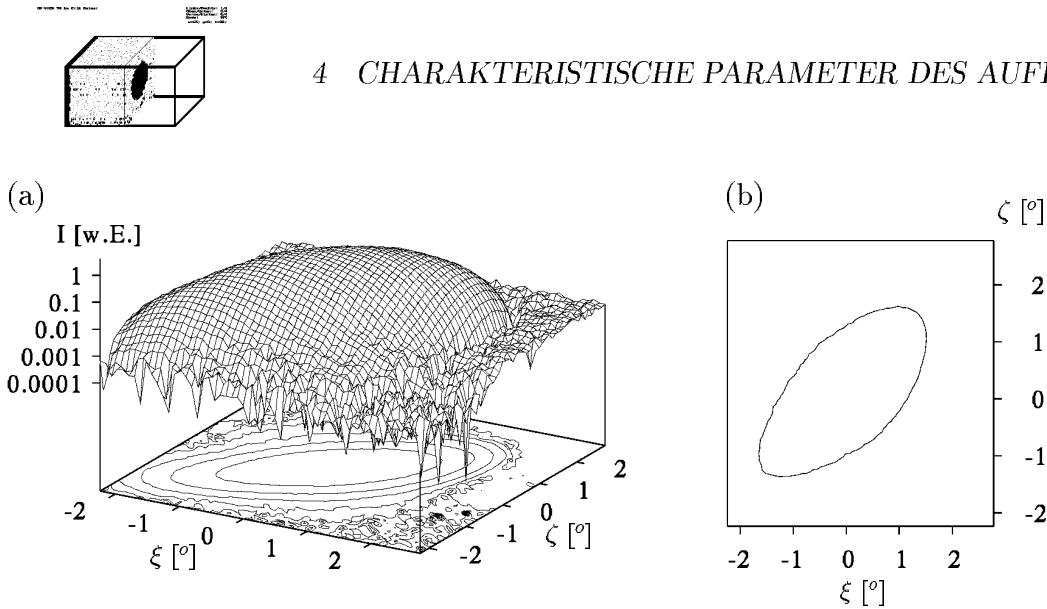 4 CHARAKTERISTISCHE PARAMETER DES
(a)
I [w.E.]
1
0.1
0.01
0.001
0.0001
-2
-1
0
1
2
ξ [°]
-2
-1
0
1
2
ζ [°]
(b)
ζ [°]
2
1
0
-1
-2
-2 -1 0 1 2
ξ [°]